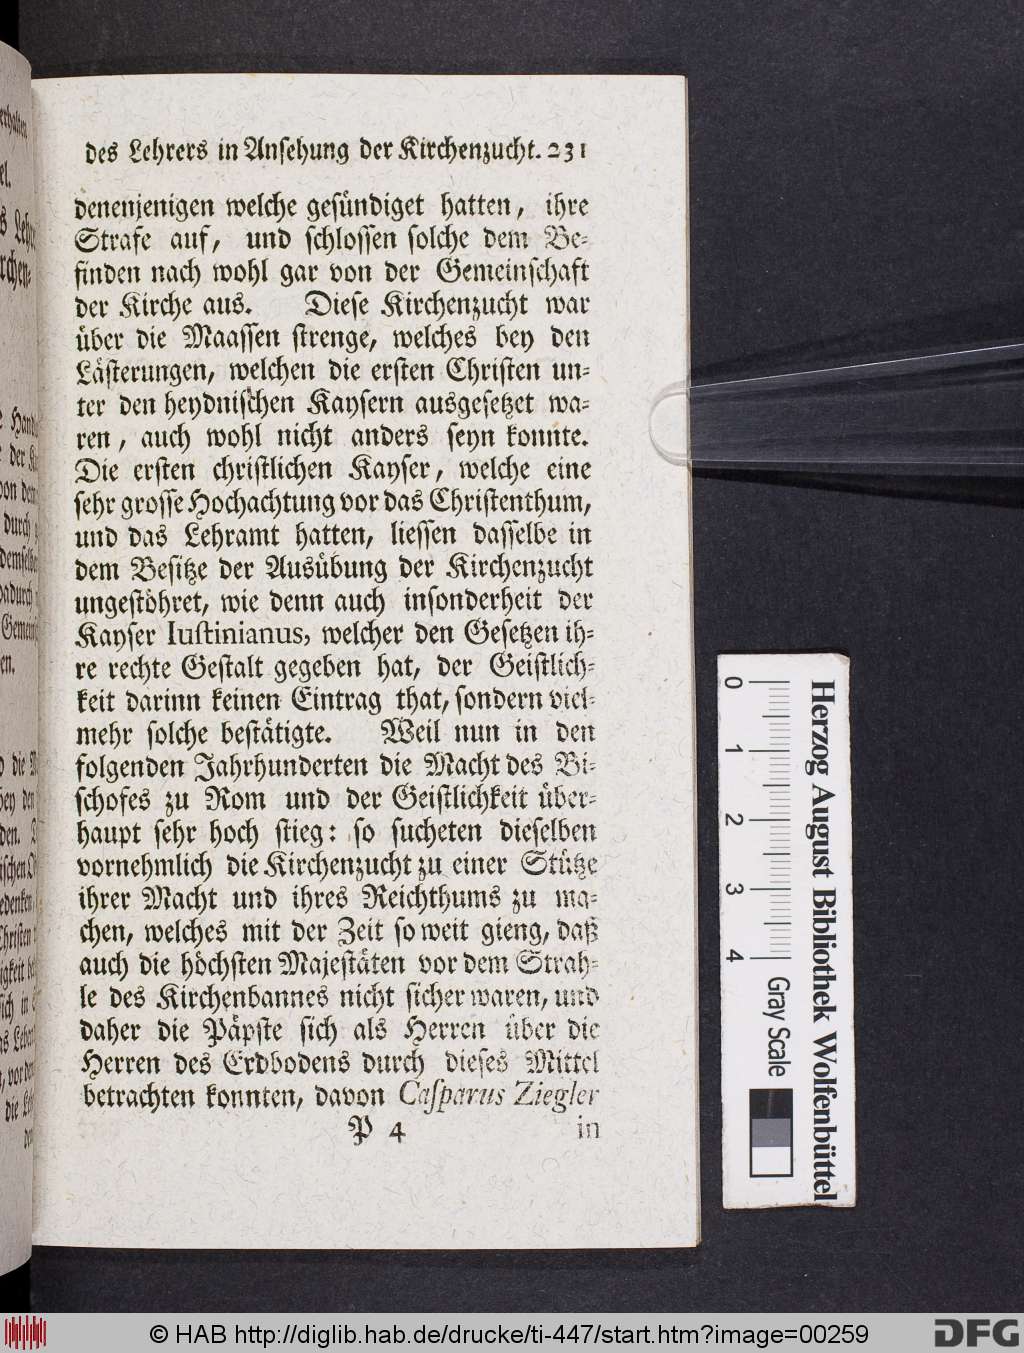 des Lehrers in Ansehung der Kirchenzucht. 231
denenjenigen welche gesündiget hatten, ihre
Strafe auf, und schlossen solche dem Be-
finden nach wohl gar von der Gemeinschaft
der Kirche aus. Diese Kirchenzucht war
über die Maassen strenge, welches bey den
Lästerungen, welchen die ersten Christen un-
ter den heydnischen Kaysern ausgesetzet wa-
ren, auch wohl nicht anders seyn konnte.
Die ersten christlichen Kayser, welche eine
sehr grosse Hochachtung vor das Christenthum,
und das Lehramt hatten, liessen dasselbe in
dem Besitze der Ausübung der Kirchenzucht
ungestöhret, wie denn auch insonderheit der
Kayser Iustinianus, welcher den Gesetzen ih-
re rechte Gestalt gegeben hat, der Geistlich-
keit darinn keinen Eintrag that, sondern viel-
mehr solche bestätigte. Weil nun in den
folgenden Jahrhunderten die Macht des Bi-
schofes zu Rom und der Geistlichkeit über-
haupt sehr hoch stieg: so sucheten dieselben
vornehmlich die Kirchenzucht zu einer Stütze
ihrer Macht und ihres Reichthums zu ma-
chen, welches mit der Zeit so weit gieng, daß
auch die höchsten Majestäten vor dem Strah-
le des Kirchenbannes nicht sicher waren, und
daher die Päpste sich als Herren über die
Herren des Erdbodens durch dieses Mittel
betrachten konnten, davon Casparus Ziegler
P 4 in
0 1 2 3 4 Gray Scale
Herzog August Bibliothek Wolfenbüttel
© HAB http://diglib.hab.de/drucke/ti-447/start.htm?image=00259
DFG